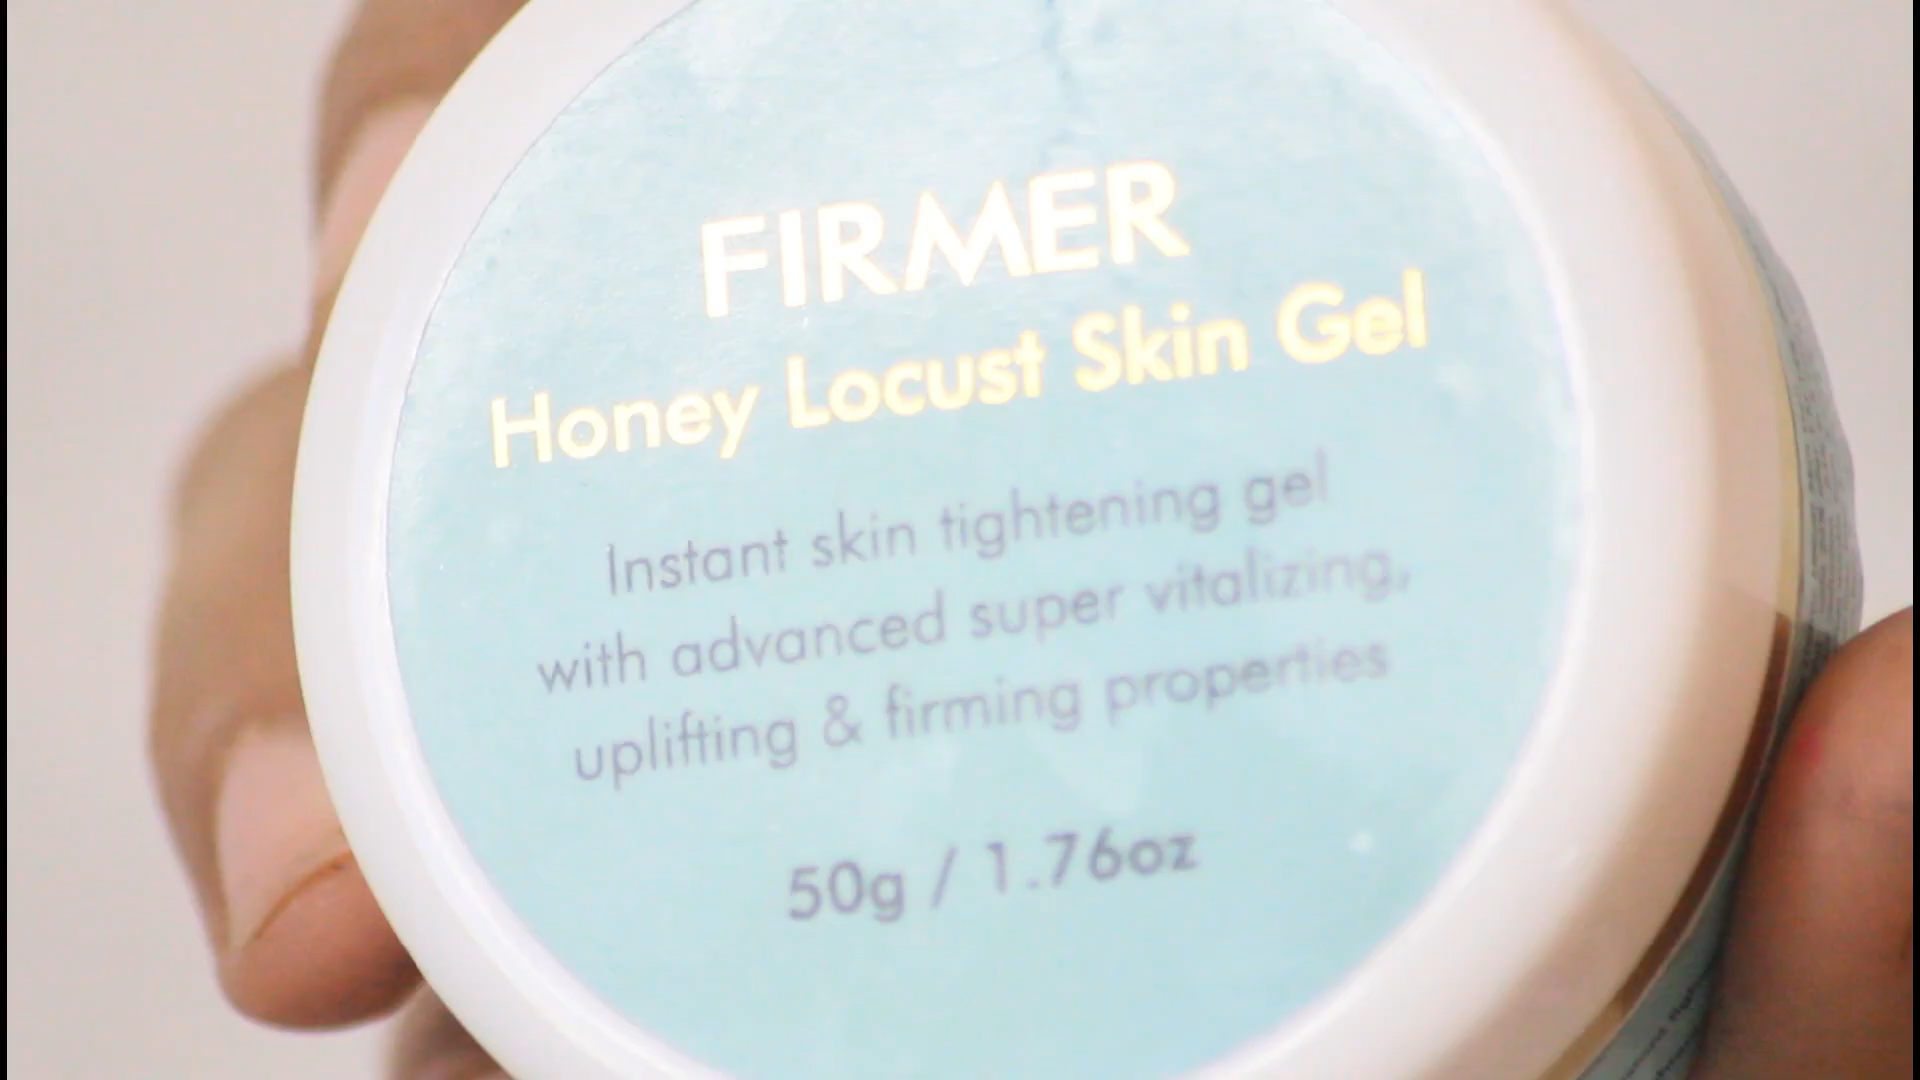 FIRMER
Honey Locust Skin Gel
Instant skin tightening gel
with advanced super vitalizing,
uplifting & firming properties
50g / 1.76oz